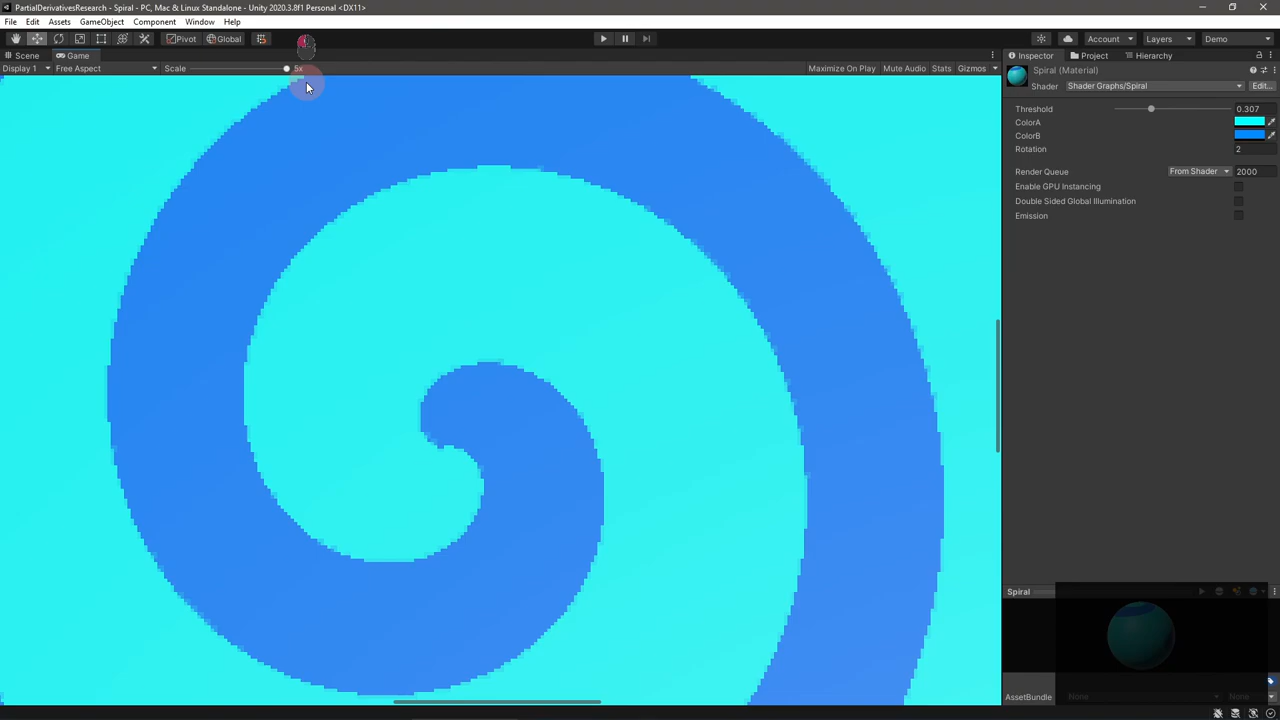 PartialDerivativesResearch - Spiral - PC, Mac & Linux Standalone - Unity 2020.3.8f1 Personal <DX11>
File Edit Assets GameObject Component Window Help
Pivot Global Account Layers Demo
Scene Game Inspector Project Hierarchy
Display 1 Free Aspect Scale 5x Maximize On Play Mute Audio Stats Gizmos
Spiral (Material)
Shader Shader Graphs/Spiral Edit...
Threshold 0.307
ColorA
ColorB
Rotation 2
Render Queue From Shader 2000
Enable GPU Instancing
Double Sided Global Illumination
Emission
Spiral
AssetBundle None None